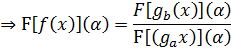 ⇒ F[f(x)](α) = F[g_b(x)](α) / F[(g_a x)](α)